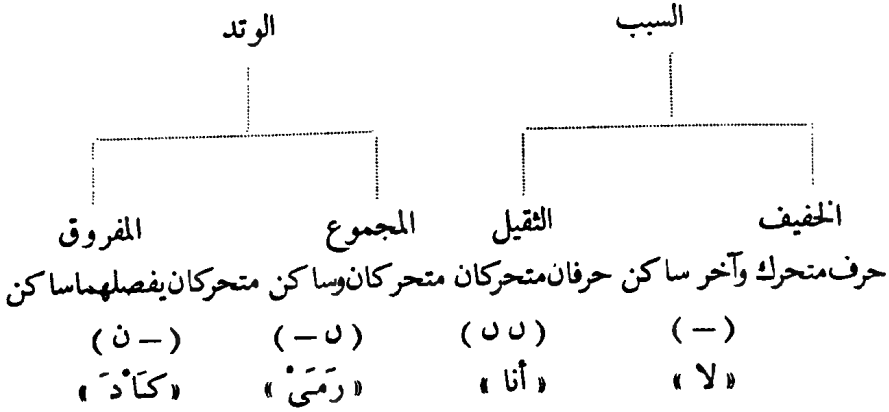 السبب الوتد
الخفيف الثقيل المجموع المفروق
حرف متحرك وآخر ساكن حرفان متحركان متحركان وساكن متحركان يفصلهما ساكن
(–) (ں ں) (ں –) (– ن)
«لا» «أنا» «رَمَىْ» «كَاْدَ»